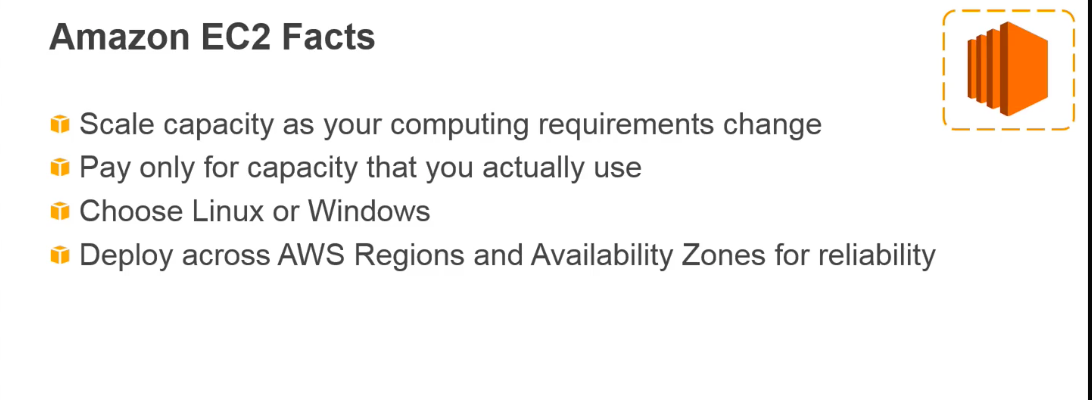 Amazon EC2 Facts
Scale capacity as your computing requirements change
Pay only for capacity that you actually use
Choose Linux or Windows
Deploy across AWS Regions and Availability Zones for reliability